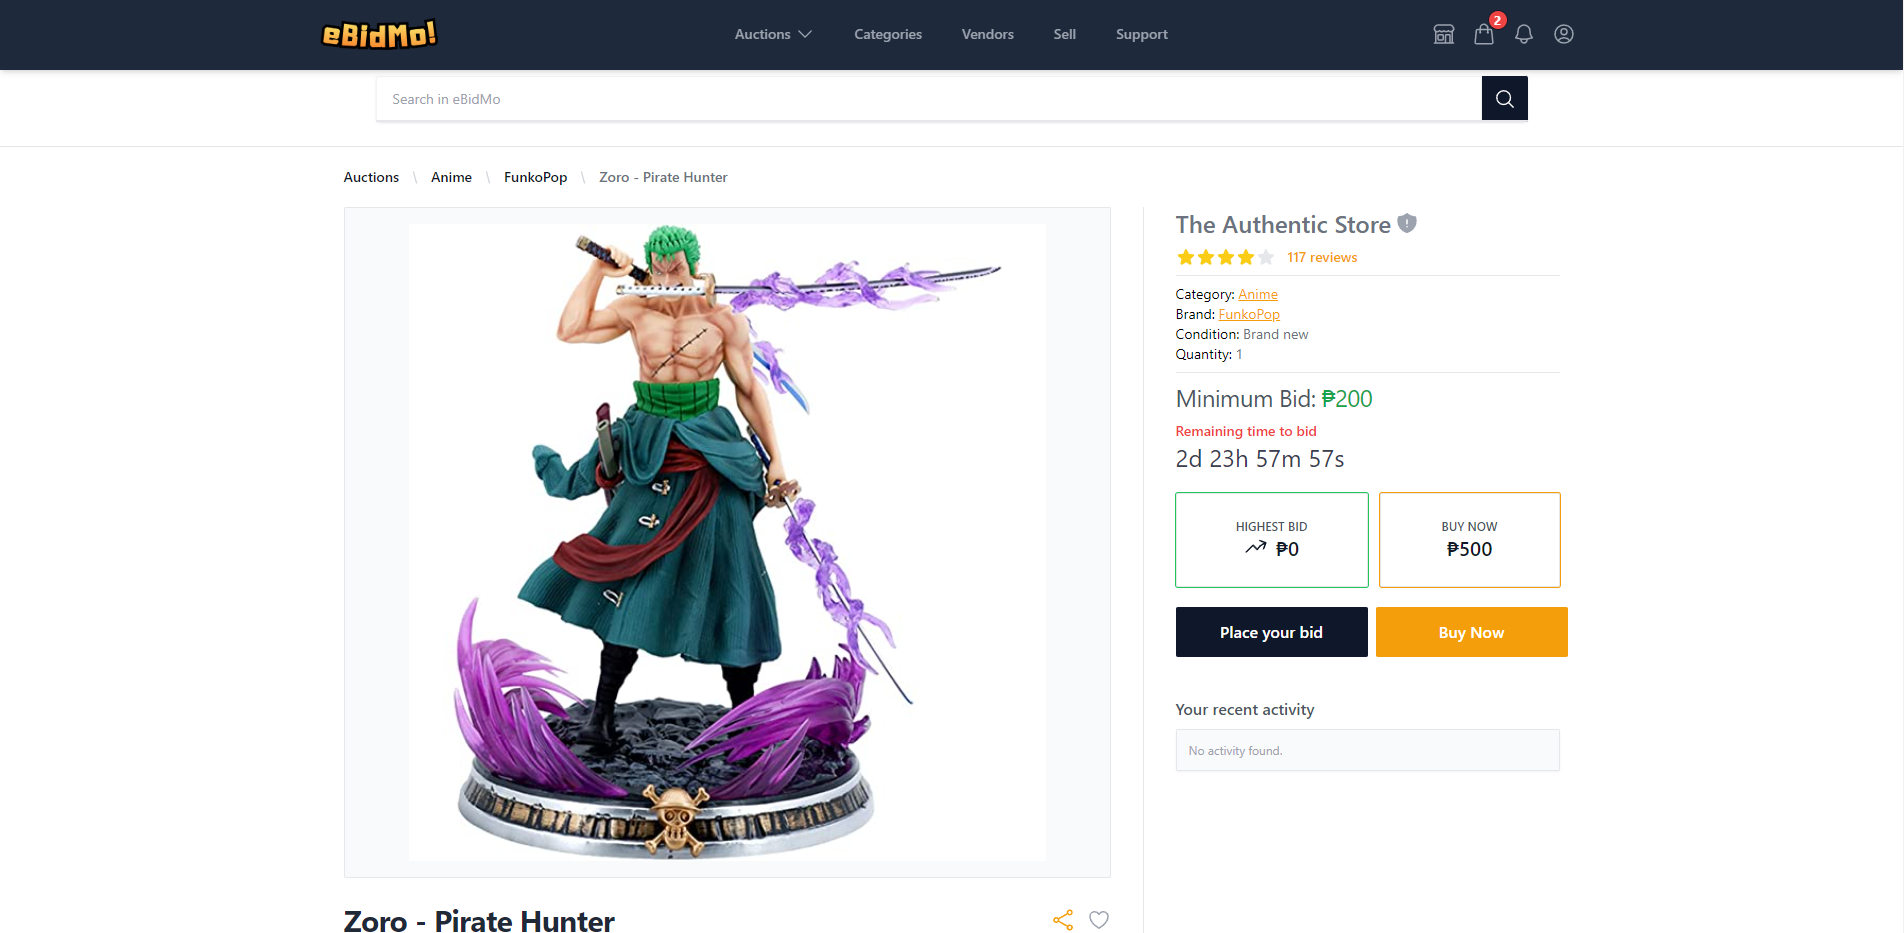 eBidMo!
Auctions
Categories
Vendors
Sell
Support
2
Search in eBidMo
Auctions \ Anime \ FunkoPop \ Zoro - Pirate Hunter
The Authentic Store
117 reviews
Category: Anime
Brand: FunkoPop
Condition: Brand new
Quantity: 1
Minimum Bid: ₱200
Remaining time to bid
2d 23h 57m 57s
HIGHEST BID
₱0
BUY NOW
₱500
Place your bid
Buy Now
Your recent activity
No activity found.
Zoro - Pirate Hunter